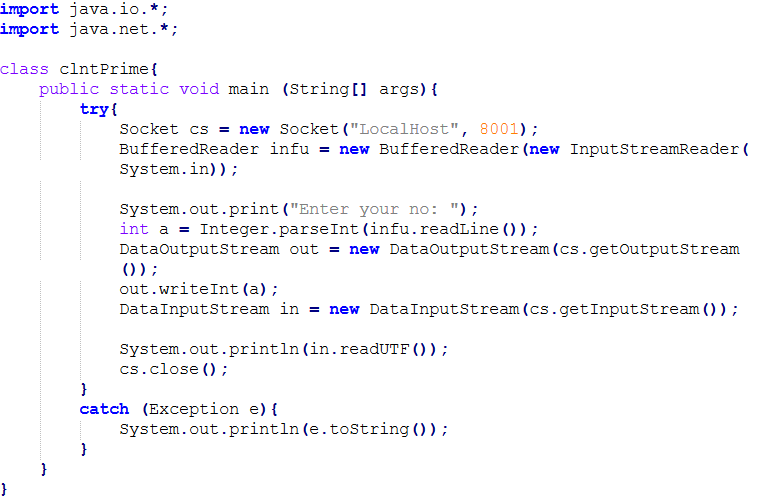 import java.io.*;
import java.net.*;
class clntPrime{
public static void main (String[] args){
try{
Socket cs = new Socket("LocalHost", 8001);
BufferedReader infu = new BufferedReader(new InputStreamReader(
System.in));
System.out.print("Enter your no: ");
int a = Integer.parseInt(infu.readLine());
DataOutputStream out = new DataOutputStream(cs.getOutputStream
());
out.writeInt(a);
DataInputStream in = new DataInputStream(cs.getInputStream());
System.out.println(in.readUTF());
cs.close();
}
catch (Exception e){
System.out.println(e.toString());
}
}
}